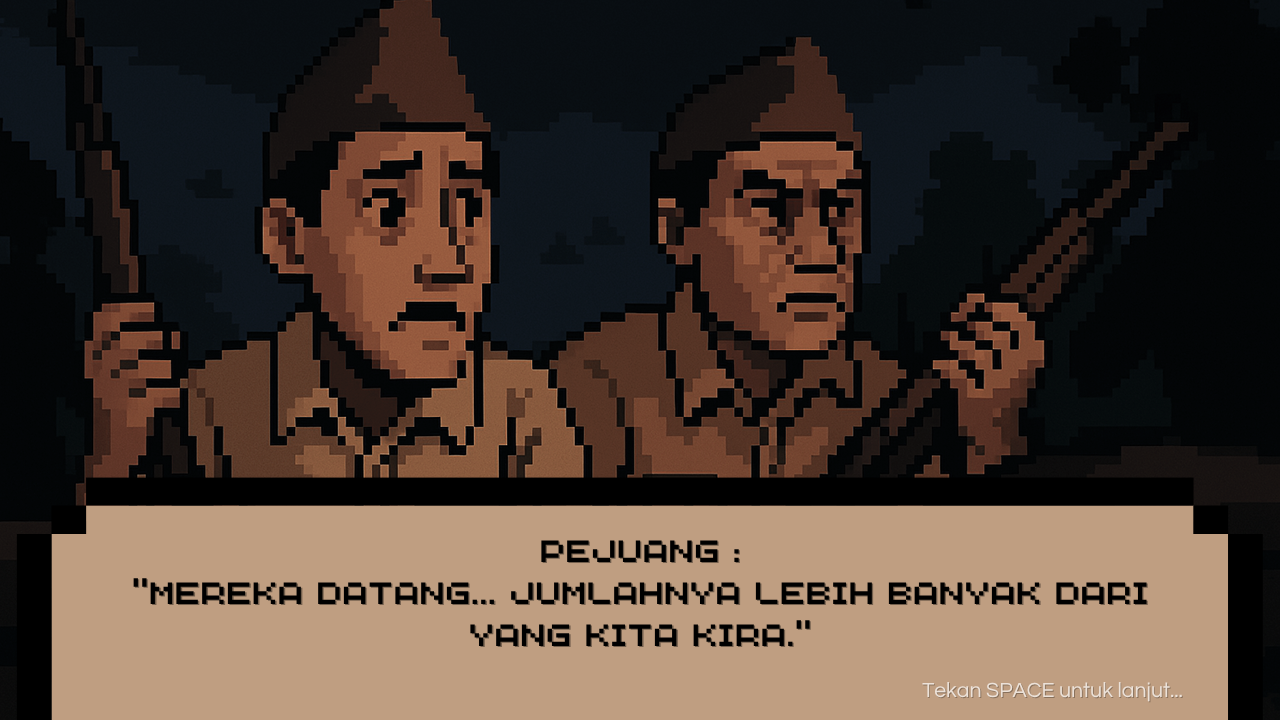 PEJUANG :
"MEREKA DATANG... JUMLAHNYA LEBIH BANYAK DARI
YANG KITA KIRA."
Tekan SPACE untuk lanjut...